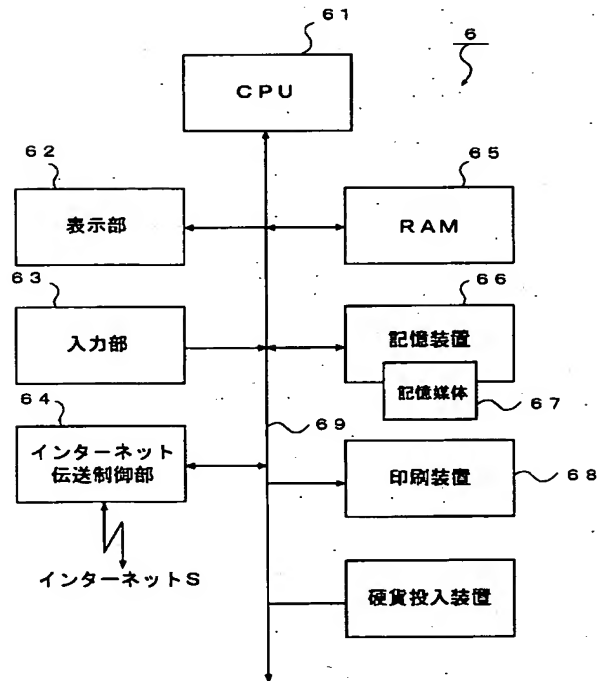 61
6
CPU
62
65
表示部
RAM
63
66
入力部
記憶装置
記憶媒体
67
64
69
インターネット
伝送制御部
印刷装置
68
インターネットS
硬貨投入装置